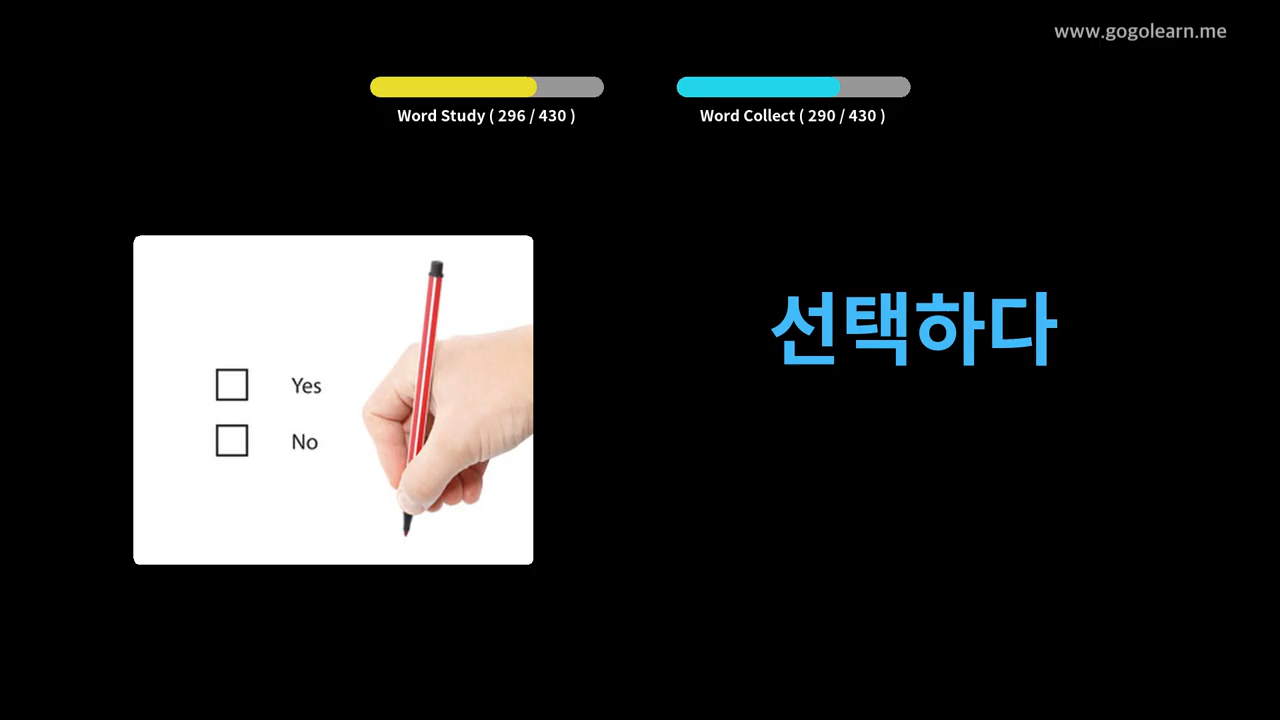 www.gogolearn.me
Word Study ( 296 / 430 )
Word Collect ( 290 / 430 )
선택하다
Yes
No